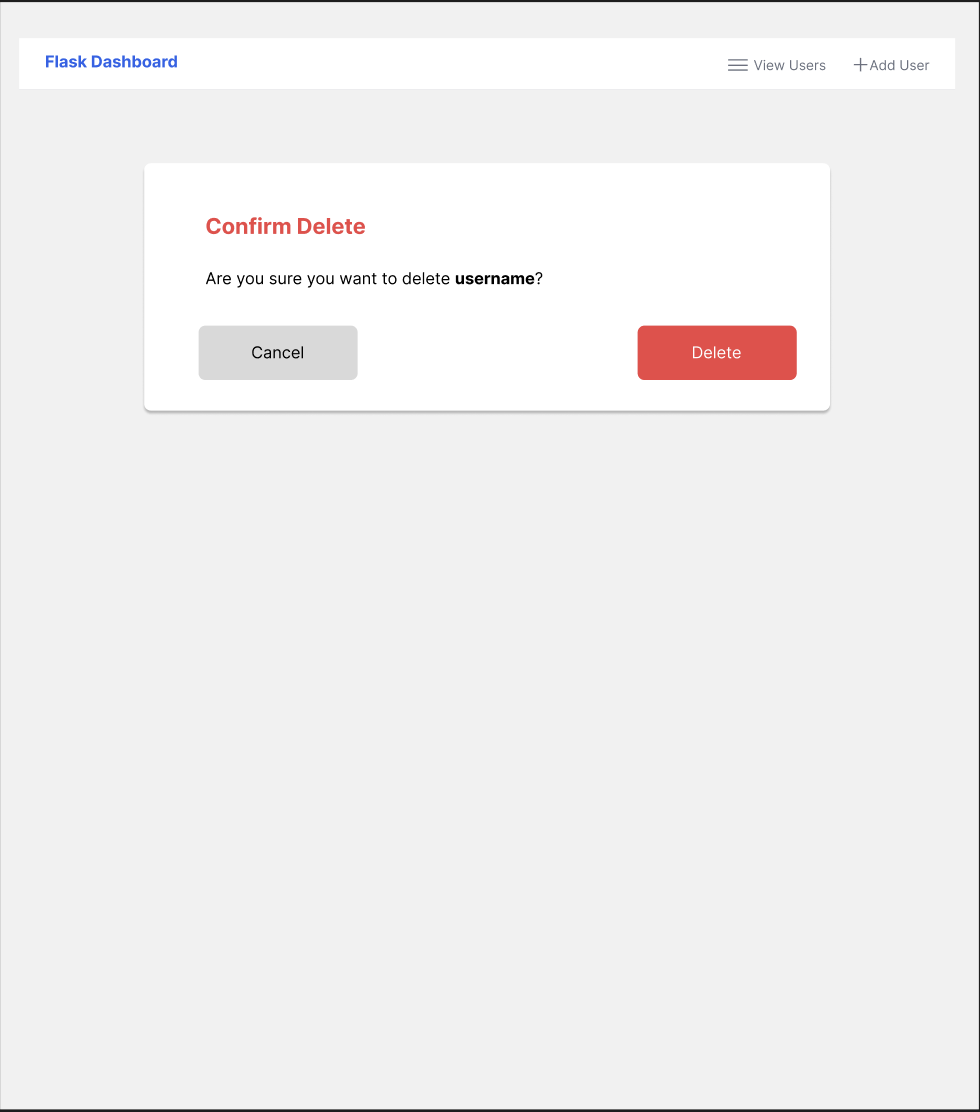 Flask Dashboard
View Users
Add User
Confirm Delete
Are you sure you want to delete username?
Cancel
Delete